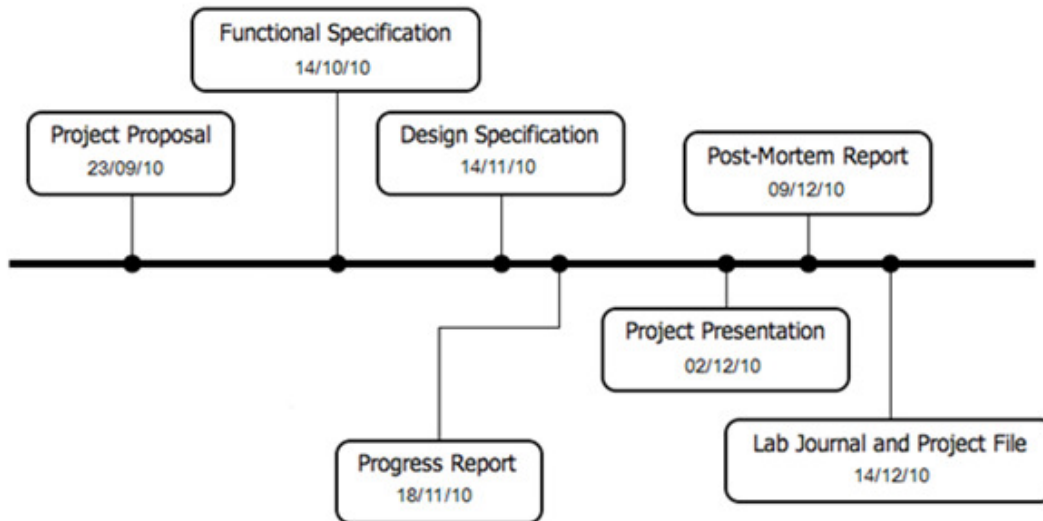 Functional Specification
14/10/10
Project Proposal
23/09/10
Design Specification
14/11/10
Post-Mortem Report
09/12/10
Project Presentation
02/12/10
Progress Report
18/11/10
Lab Journal and Project File
14/12/10